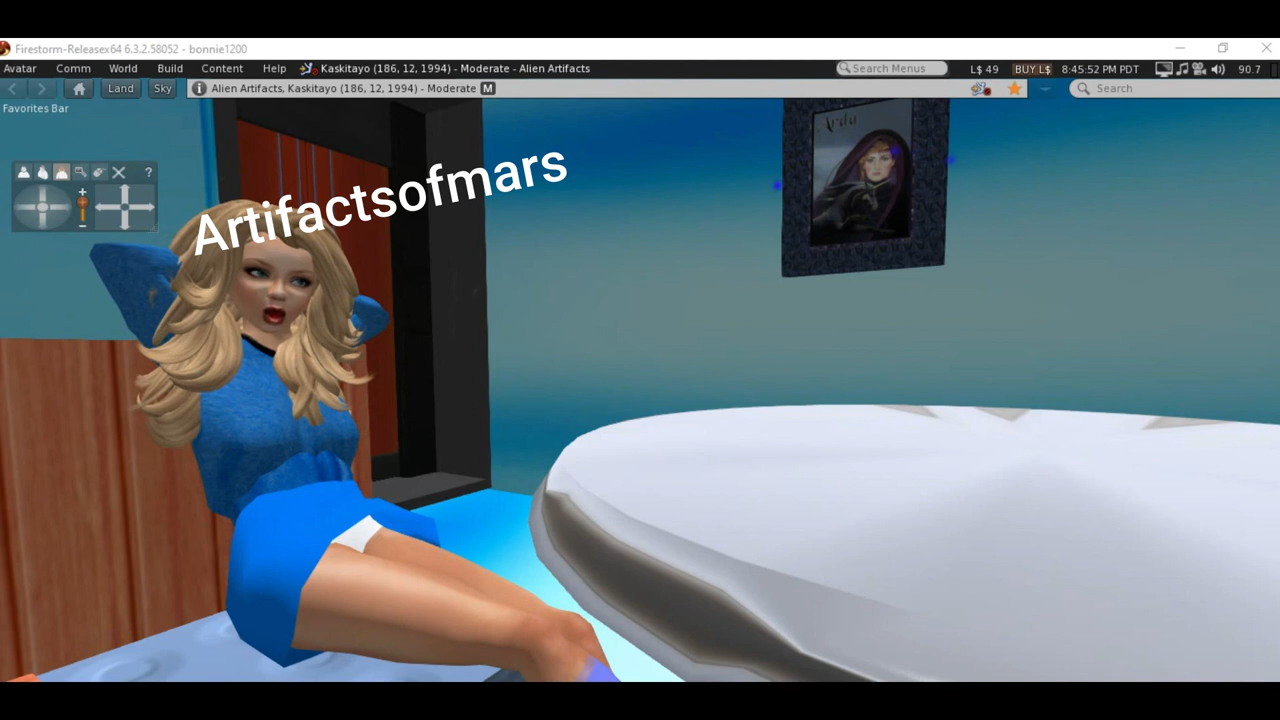 Firestorm-Releasex64 6.3.2.58052 - bonnie1200
Avatar Comm World Build Content Help Kaskitayo (186, 12, 1994) - Moderate - Alien Artifacts Search Menus L$ 49 BUY L$ 8:45:52 PM PDT 90.7
Land Sky Alien Artifacts, Kaskitayo (186, 12, 1994) - Moderate M Search
Favorites Bar
Arda
?
Artifactsofmars